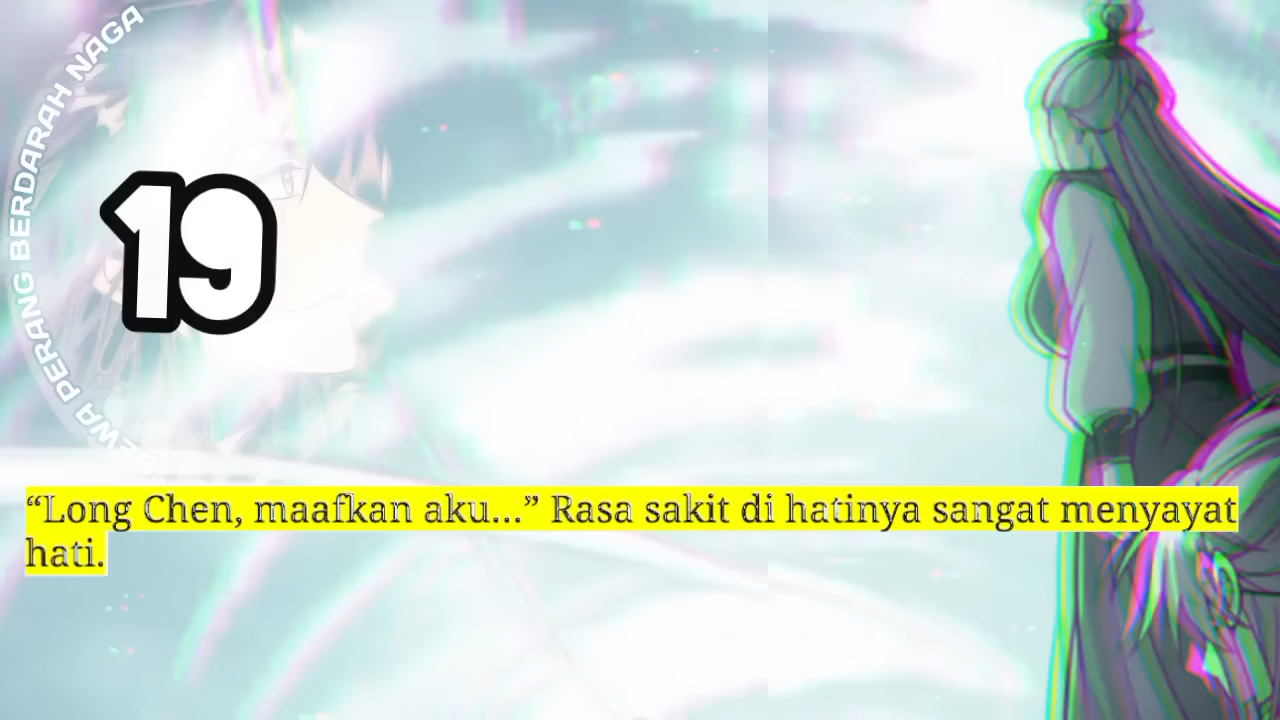 DEWA PERANG BERDARAH NAGA
19
“Long Chen, maafkan aku...” Rasa sakit di hatinya sangat menyayat
hati.